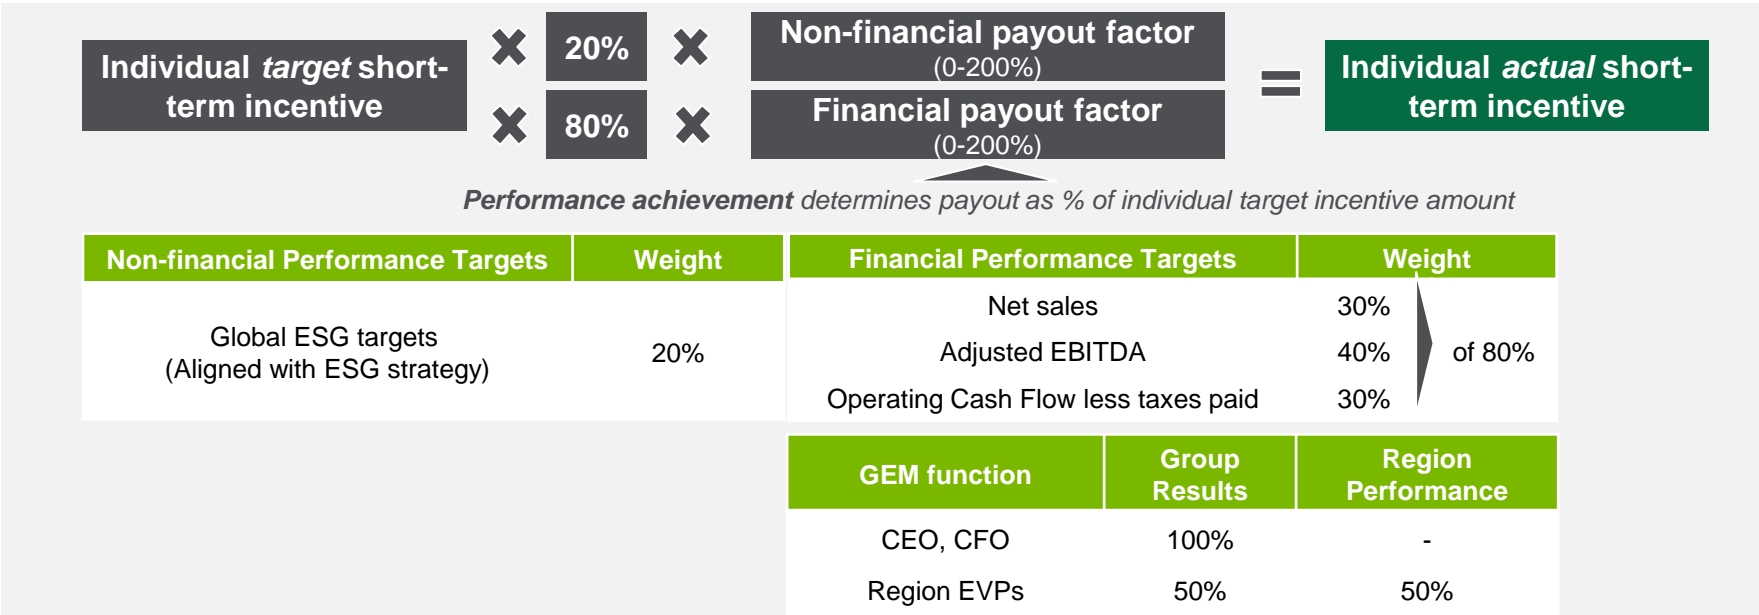 Individual target short-
term incentive
20%
80%
Non-financial payout factor
(0-200%)
Financial payout factor
(0-200%)
=
Individual actual short-
term incentive
Performance achievement determines payout as % of individual target incentive amount
Non-financial Performance Targets Weight
Global ESG targets
(Aligned with ESG strategy)
20%
Financial Performance Targets Weight
Net sales 30%
Adjusted EBITDA 40% of 80%
Operating Cash Flow less taxes paid 30%
GEM function
Group
Results
Region
Performance
CEO, CFO 100% -
Region EVPs 50% 50%